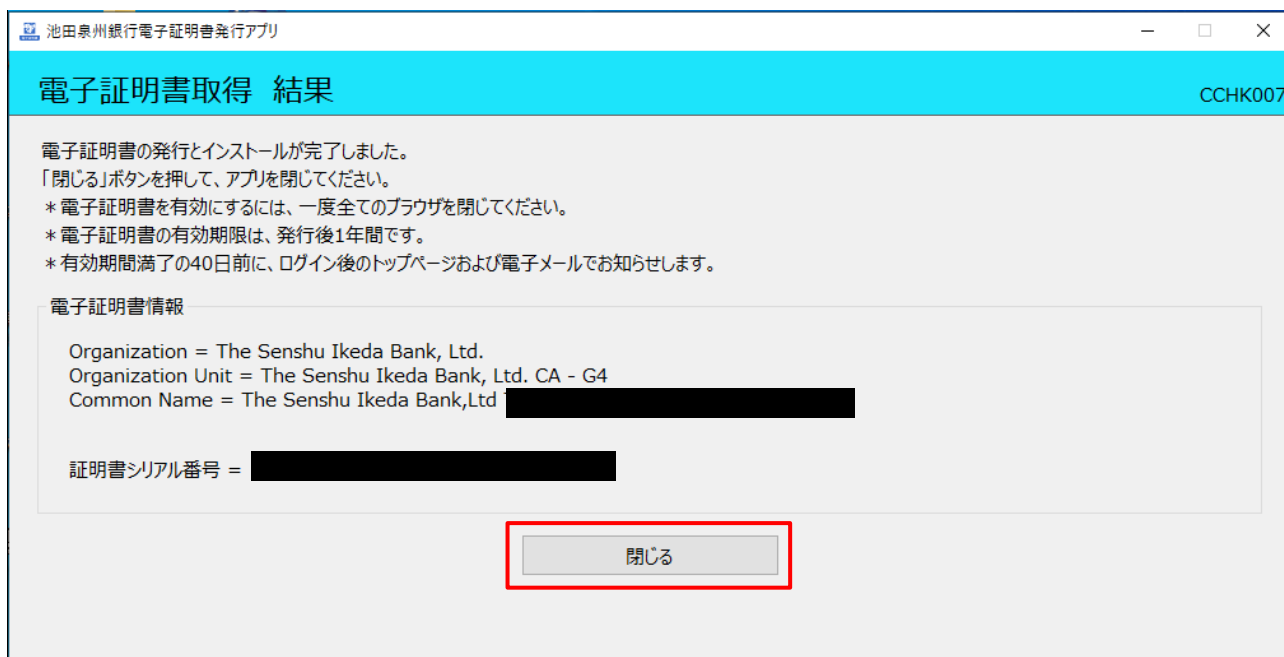 池田泉州銀行電子証明書発行アプリ
電子証明書取得 結果
CCHK007
電子証明書の発行とインストールが完了しました。
「閉じる」ボタンを押して、アプリを閉じてください。
＊電子証明書を有効にするには、一度全てのブラウザを閉じてください。
＊電子証明書の有効期限は、発行後1年間です。
＊有効期間満了の40日前に、ログイン後のトップページおよび電子メールでお知らせします。
電子証明書情報
Organization = The Senshu Ikeda Bank, Ltd.
Organization Unit = The Senshu Ikeda Bank, Ltd. CA - G4
Common Name = The Senshu Ikeda Bank,Ltd
証明書シリアル番号 =
閉じる